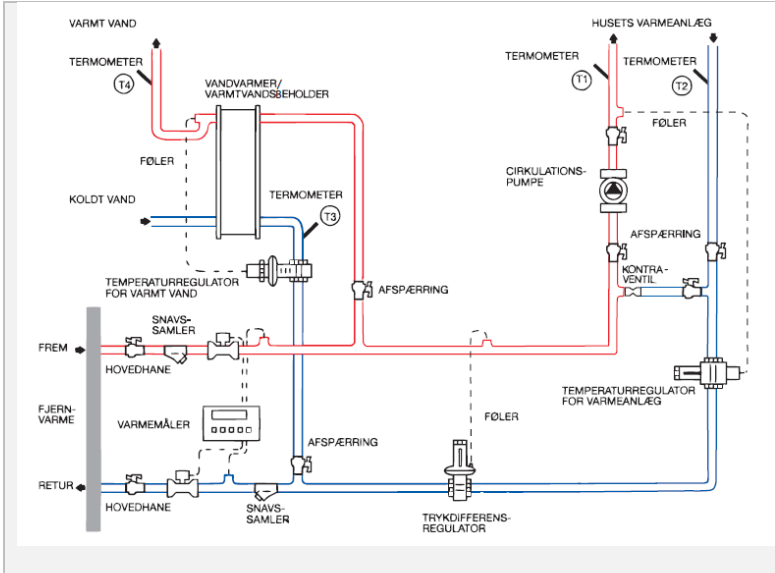 VARMT VAND
HUSETS VARMEANLÆG
TERMOMETER
T4
VANDVARMER/
VARMTVANDSBEHOLDER
TERMOMETER
T1
TERMOMETER
T2
FØLER
FØLER
CIRKULATIONS-
PUMPE
KOLDT VAND
TERMOMETER
T3
AFSPÆRRING
KONTRA-
VENTIL
TEMPERATURREGULATOR
FOR VARMT VAND
AFSPÆRRING
SNAVS-
SAMLER
FREM
HOVEDHANE
TEMPERATURREGULATOR
FOR VARMEANLÆG
FJERN-
VARME
VARMEMÅLER
FØLER
AFSPÆRRING
RETUR
HOVEDHANE
SNAVS-
SAMLER
TRYKDIFFERENS-
REGULATOR